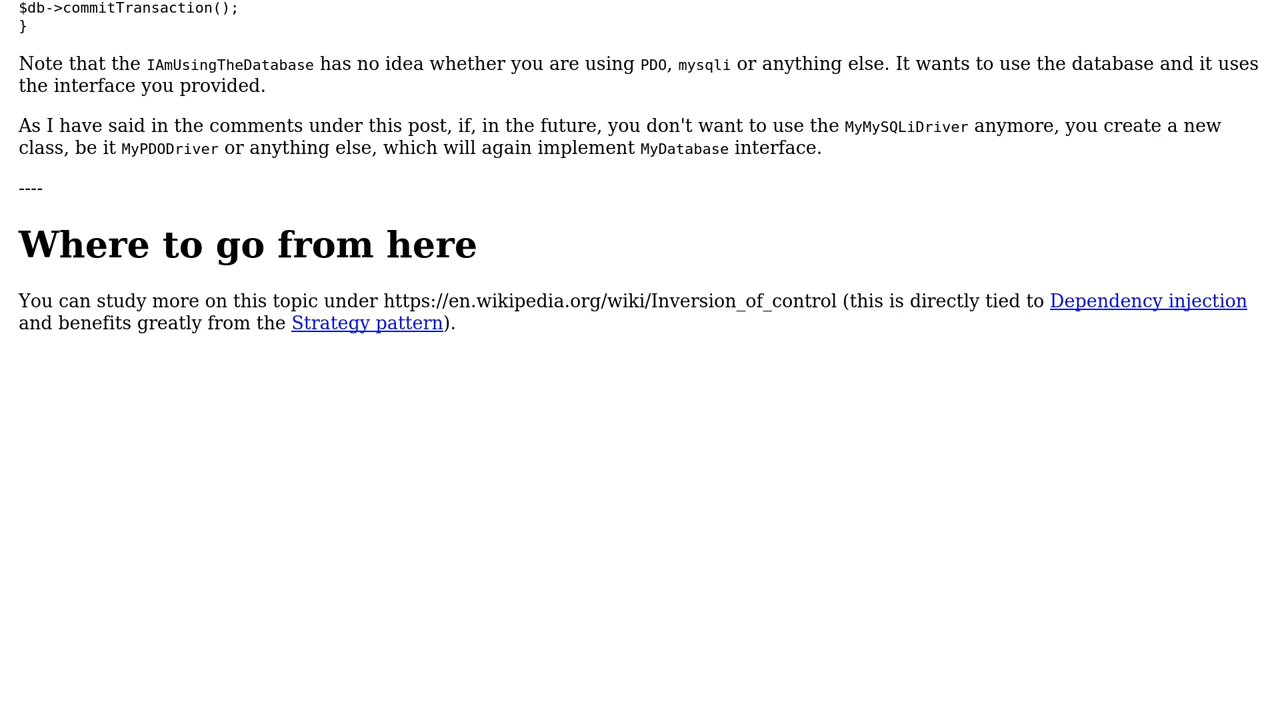 $db->commitTransaction();
}
Note that the IAmUsingTheDatabase has no idea whether you are using PDO, mysqli or anything else. It wants to use the database and it uses
the interface you provided.
As I have said in the comments under this post, if, in the future, you don't want to use the MyMySQLiDriver anymore, you create a new
class, be it MyPDODriver or anything else, which will again implement MyDatabase interface.
----
Where to go from here
You can study more on this topic under https://en.wikipedia.org/wiki/Inversion_of_control (this is directly tied to Dependency injection
and benefits greatly from the Strategy pattern).